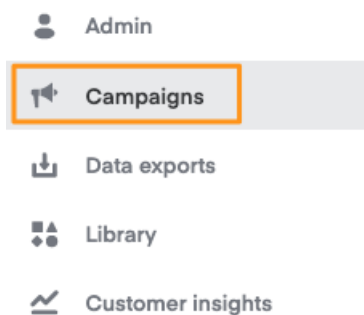 Admin
Campaigns
Data exports
Library
Customer insights